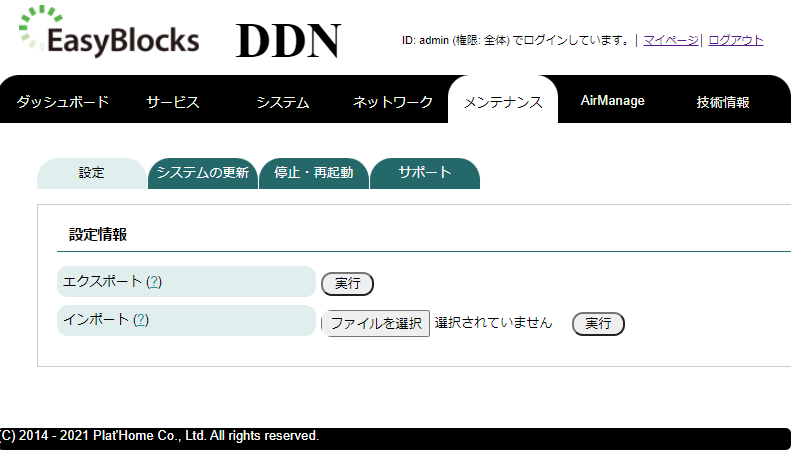 EasyBlocks DDN
ID: admin (権限: 全体) でログインしています。| マイページ| ログアウト
ダッシュボード サービス システム ネットワーク メンテナンス AirManage 技術情報
設定 システムの更新 停止・再起動 サポート
設定情報
エクスポート (?) 実行
インポート (?) ファイルを選択 選択されていません 実行
(C) 2014 - 2021 Plat'Home Co., Ltd. All rights reserved.